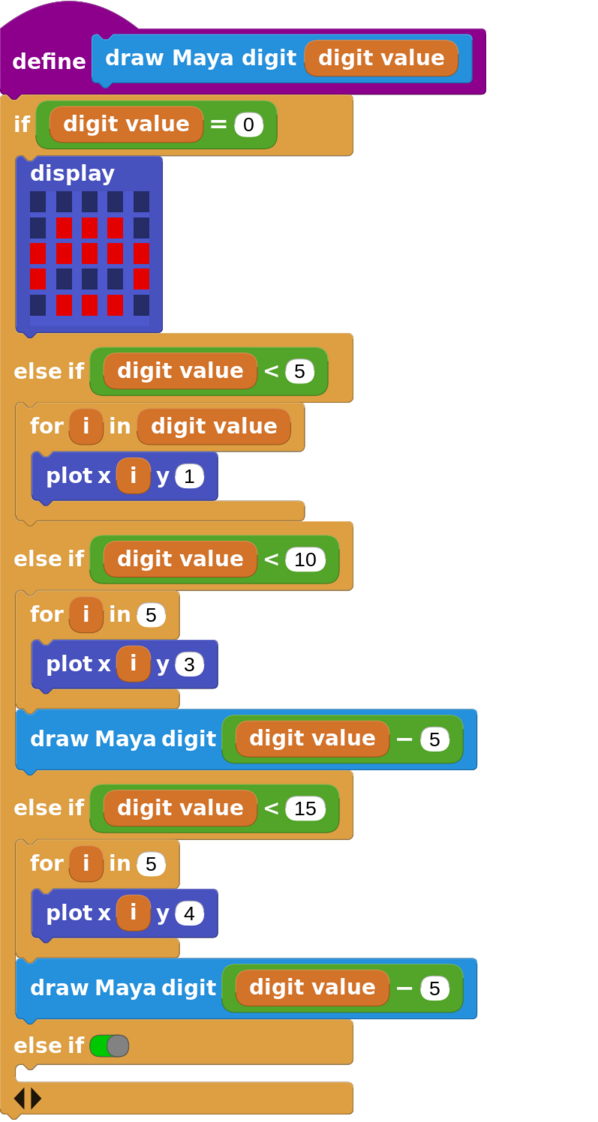 define draw Maya digit digit value
if digit value = 0
display
else if digit value < 5
for i in digit value
plot x i y 1
else if digit value < 10
for i in 5
plot x i y 3
draw Maya digit digit value − 5
else if digit value < 15
for i in 5
plot x i y 4
draw Maya digit digit value − 5
else if